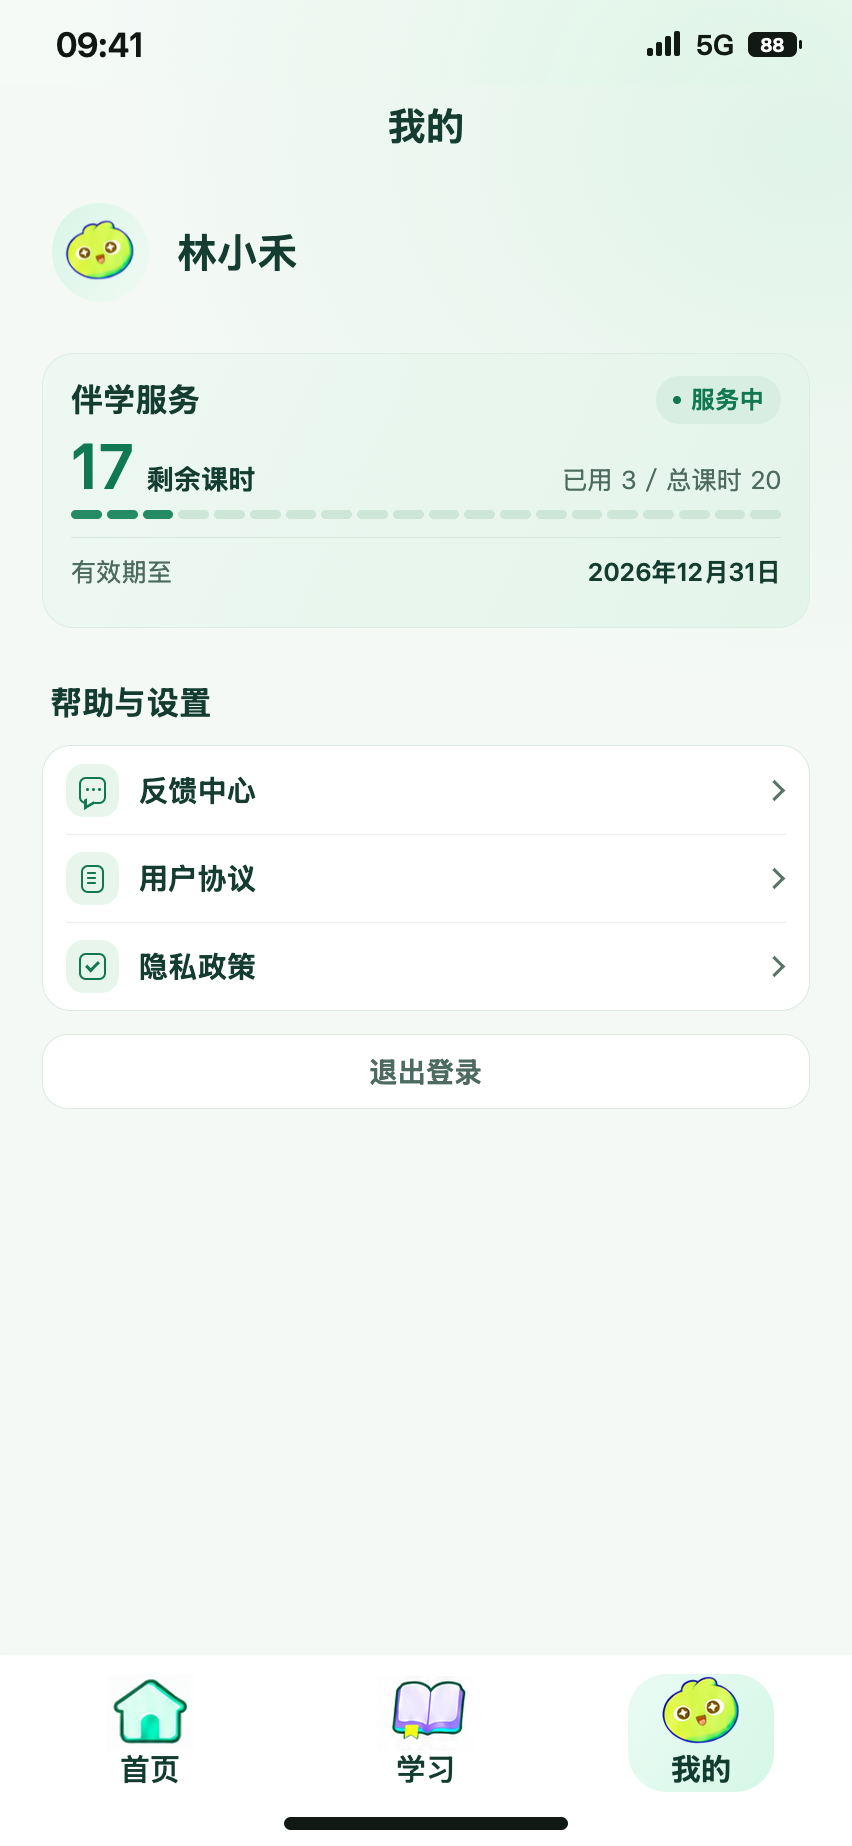 09:41
5G 88
我的
林小禾
伴学服务
• 服务中
17 剩余课时
已用 3 / 总课时 20
有效期至
2026年12月31日
帮助与设置
反馈中心
用户协议
隐私政策
退出登录
首页
学习
我的